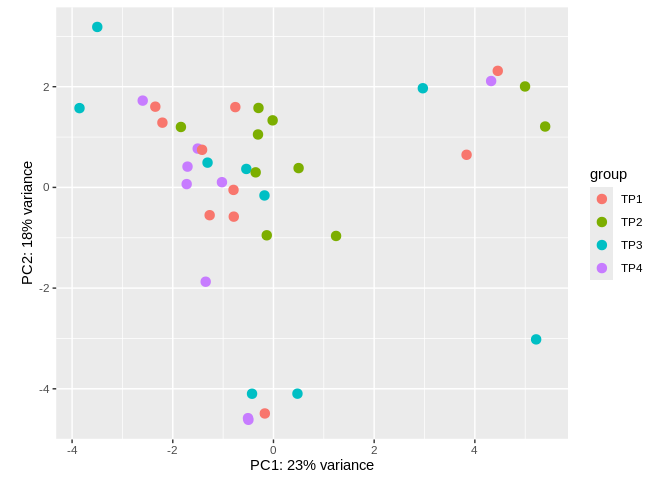 2
0
-2
-4
-4
-2
0
2
4
PC1: 23% variance
PC2: 18% variance
group
TP1
TP2
TP3
TP4